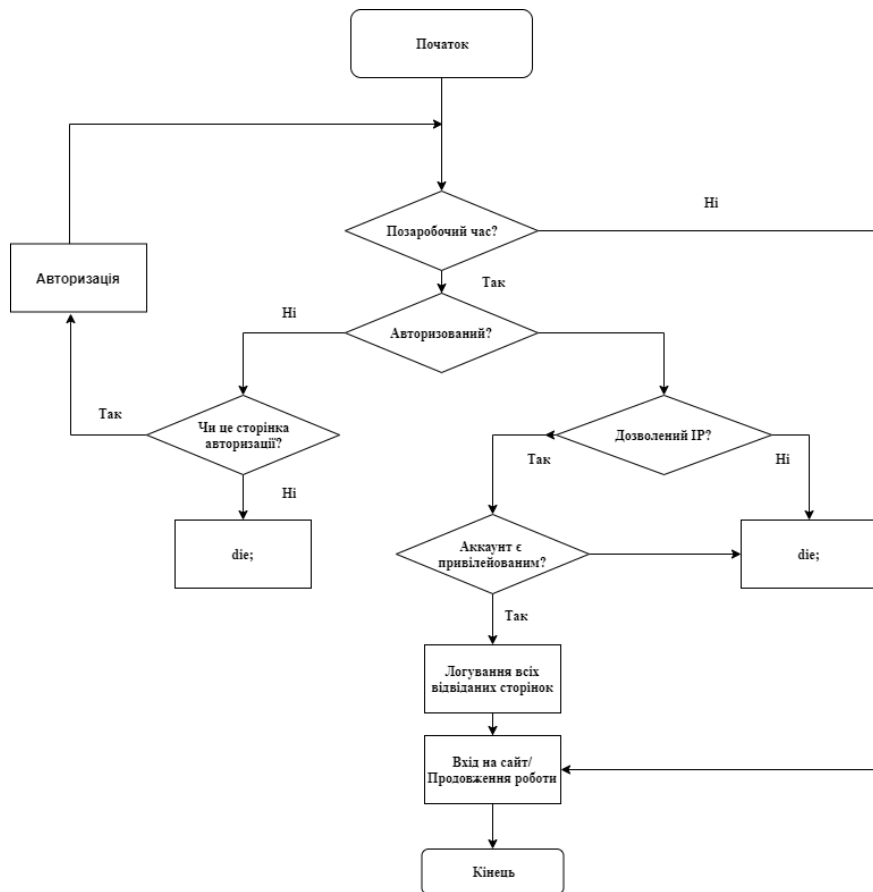 Початок
Ні
Позаробочий час?
Авторизація
Так
Ні
Авторизований?
Так
Чи це сторінка
авторизації?
Дозволений IP?
Так
Ні
Ні
die;
Аккаунт є
привілейованим?
die;
Так
Логування всіх
відвіданих сторінок
Вхід на сайт/
Продовження роботи
Кінець